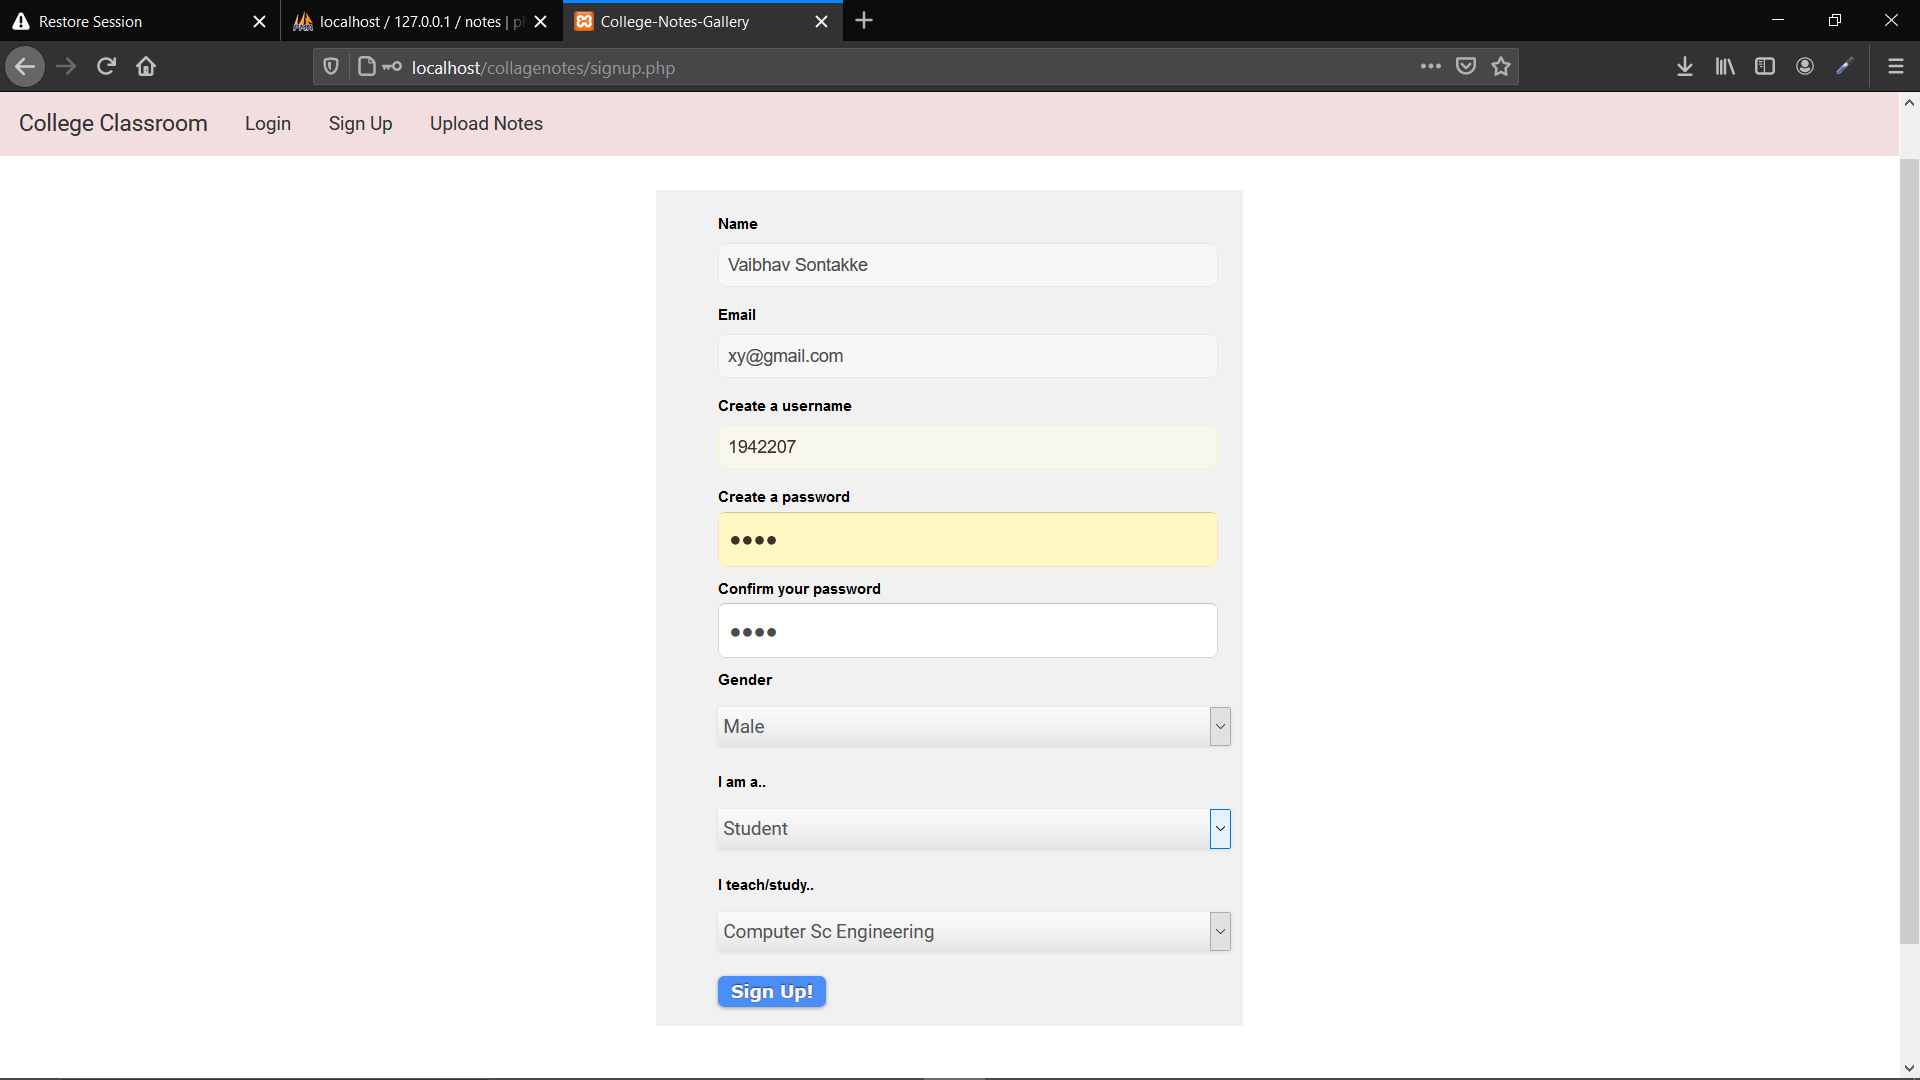 Restore Session
localhost / 127.0.0.1 / notes | ph
College-Notes-Gallery
localhost/collagenotes/signup.php
College Classroom
Login
Sign Up
Upload Notes
Name
Vaibhav Sontakke
Email
xy@gmail.com
Create a username
1942207
Create a password
Confirm your password
Gender
Male
I am a..
Student
I teach/study..
Computer Sc Engineering
Sign Up!